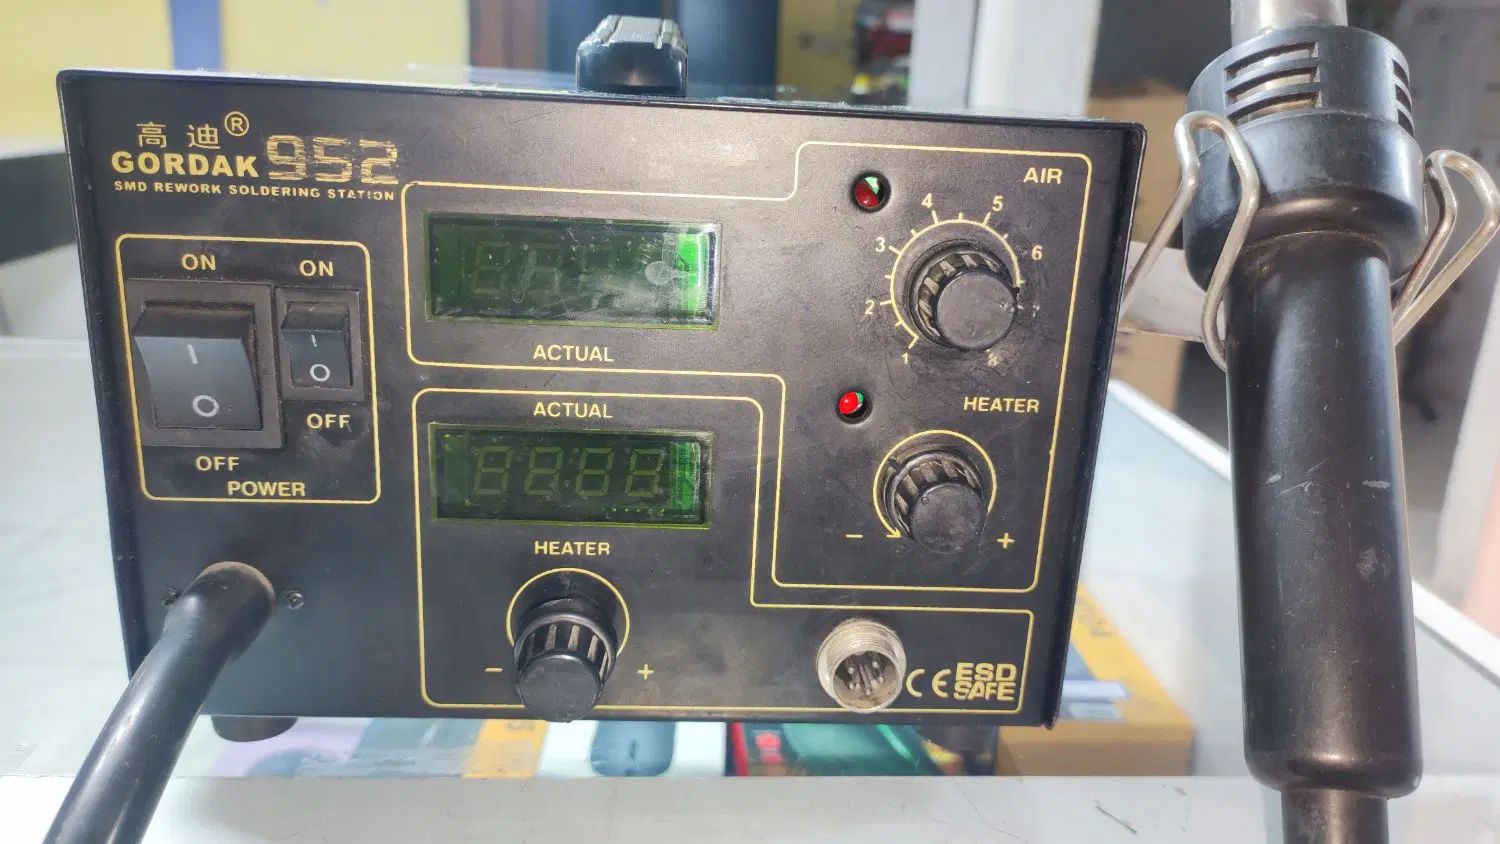 高迪®
GORDAK 952
SMD REWORK SOLDERING STATION
ON
ON
OFF
OFF
POWER
ACTUAL
ACTUAL
HEATER
- +
AIR
1 2 3 4 5 6 8
HEATER
- +
CE ESD
SAFE